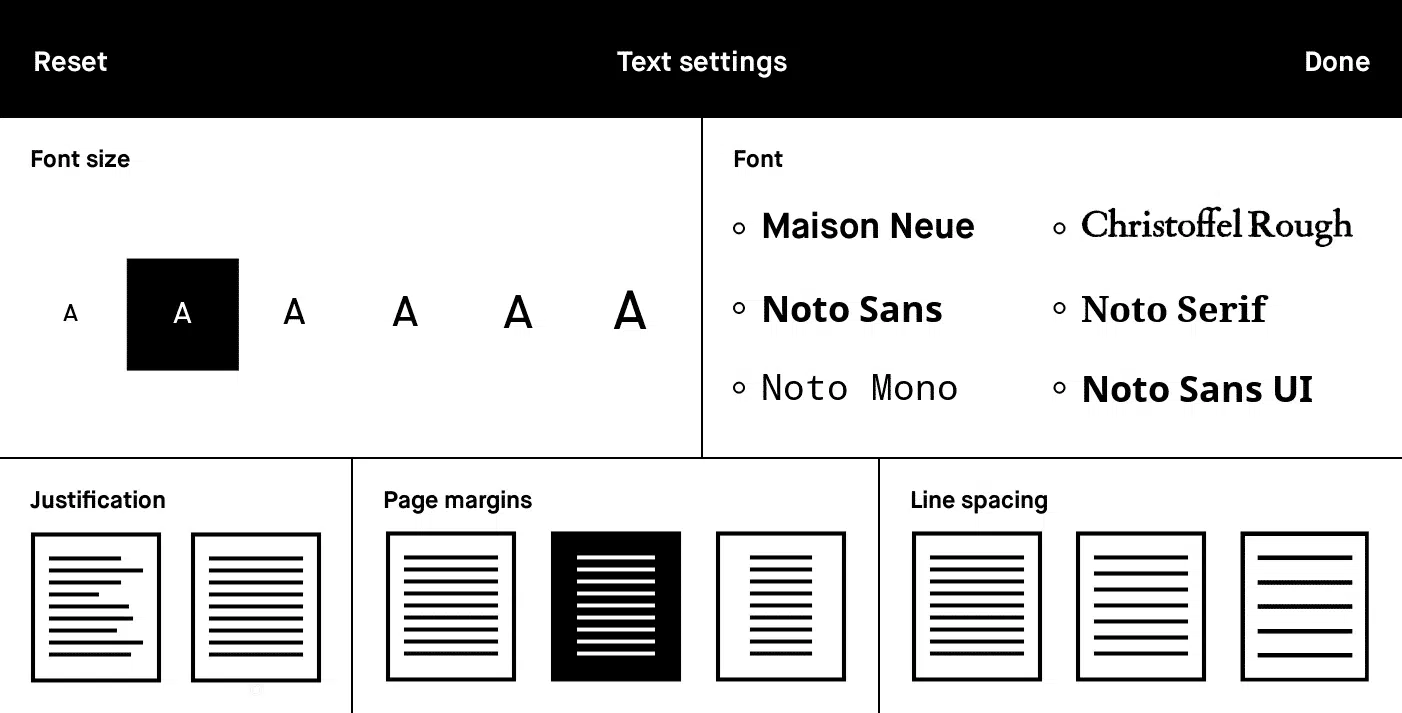 Reset
Text settings
Done
Font size
A A A A A A
Font
Maison Neue
Christoffel Rough
Noto Sans
Noto Serif
Noto Mono
Noto Sans UI
Justification
Page margins
Line spacing